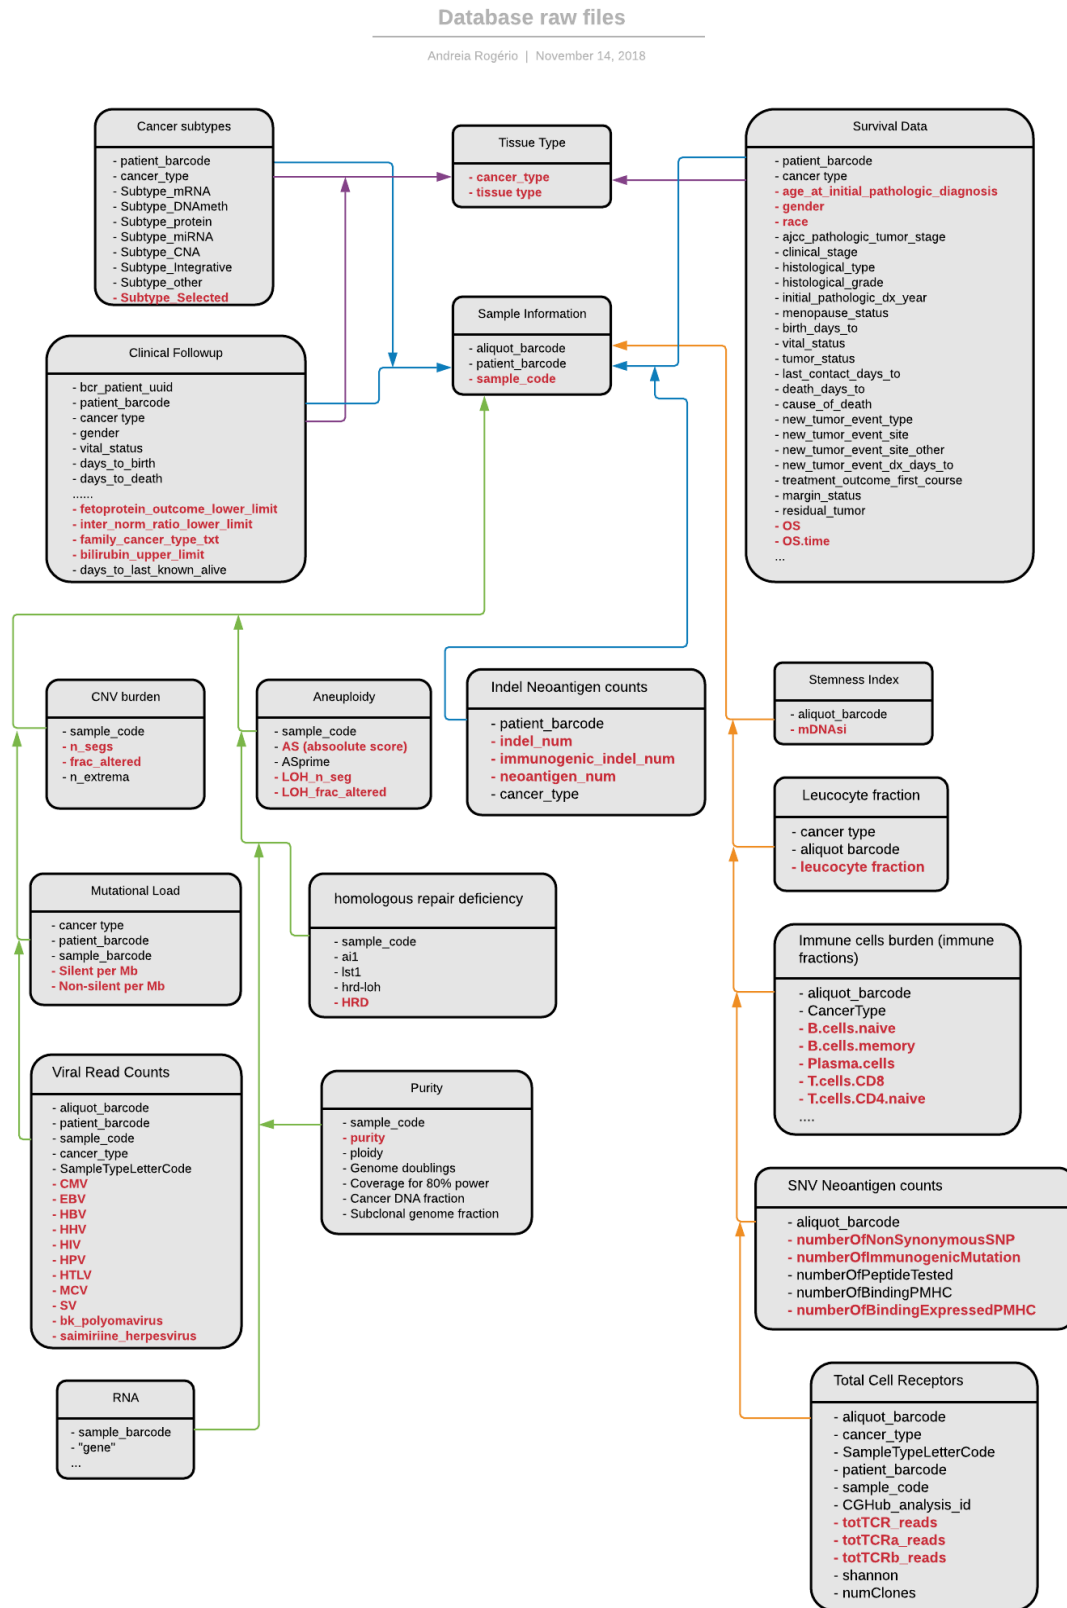 Database raw files
Andreia Rogério | November 14, 2018
Cancer subtypes
- patient_barcode
- cancer_type
- Subtype_mRNA
- Subtype_DNAmeth
- Subtype_protein
- Subtype_miRNA
- Subtype_CNA
- Subtype_Integrative
- Subtype_other
- Subtype_Selected
Tissue Type
- cancer_type
- tissue type
Survival Data
- patient_barcode
- cancer type
- age_at_initial_pathologic_diagnosis
- gender
- race
- ajcc_pathologic_tumor_stage
- clinical_stage
- histological_type
- histological_grade
- initial_pathologic_dx_year
- menopause_status
- birth_days_to
- vital_status
- tumor_status
- last_contact_days_to
- death_days_to
- cause_of_death
- new_tumor_event_type
- new_tumor_event_site
- new_tumor_event_site_other
- new_tumor_event_dx_days_to
- treatment_outcome_first_course
- margin_status
- residual_tumor
- OS
- OS.time
...
Sample Information
- aliquot_barcode
- patient_barcode
- sample_code
Clinical Followup
- bcr_patient_uuid
- patient_barcode
- cancer type
- gender
- vital_status
- days_to_birth
- days_to_death
......
- fetoprotein_outcome_lower_limit
- inter_norm_ratio_lower_limit
- family_cancer_type_txt
- bilirubin_upper_limit
- days_to_last_known_alive
CNV burden
- sample_code
- n_segs
- frac_altered
- n_extrema
Aneuploidy
- sample_code
- AS (absoolute score)
- ASprime
- LOH_n_seg
- LOH_frac_altered
Indel Neoantigen counts
- patient_barcode
- indel_num
- immunogenic_indel_num
- neoantigen_num
- cancer_type
Stemness Index
- aliquot_barcode
- mDNAsi
Leucocyte fraction
- cancer type
- aliquot barcode
- leucocyte fraction
Mutational Load
- cancer type
- patient_barcode
- sample_barcode
- Silent per Mb
- Non-silent per Mb
homologous repair deficiency
- sample_code
- ai1
- lst1
- hrd-loh
- HRD
Immune cells burden (immune
fractions)
- aliquot_barcode
- CancerType
- B.cells.naive
- B.cells.memory
- Plasma.cells
- T.cells.CD8
- T.cells.CD4.naive
....
Viral Read Counts
- aliquot_barcode
- patient_barcode
- sample_code
- cancer_type
- SampleTypeLetterCode
- CMV
- EBV
- HBV
- HHV
- HIV
- HPV
- HTLV
- MCV
- SV
- bk_polyomavirus
- saimiriine_herpesvirus
Purity
- sample_code
- purity
- ploidy
- Genome doublings
- Coverage for 80% power
- Cancer DNA fraction
- Subclonal genome fraction
SNV Neoantigen counts
- aliquot_barcode
- numberOfNonSynonymousSNP
- numberOfImmunogenicMutation
- numberOfPeptideTested
- numberOfBindingPMHC
- numberOfBindingExpressedPMHC
RNA
- sample_barcode
- "gene"
...
Total Cell Receptors
- aliquot_barcode
- cancer_type
- SampleTypeLetterCode
- patient_barcode
- sample_code
- CGHub_analysis_id
- totTCR_reads
- totTCRa_reads
- totTCRb_reads
- shannon
- numClones